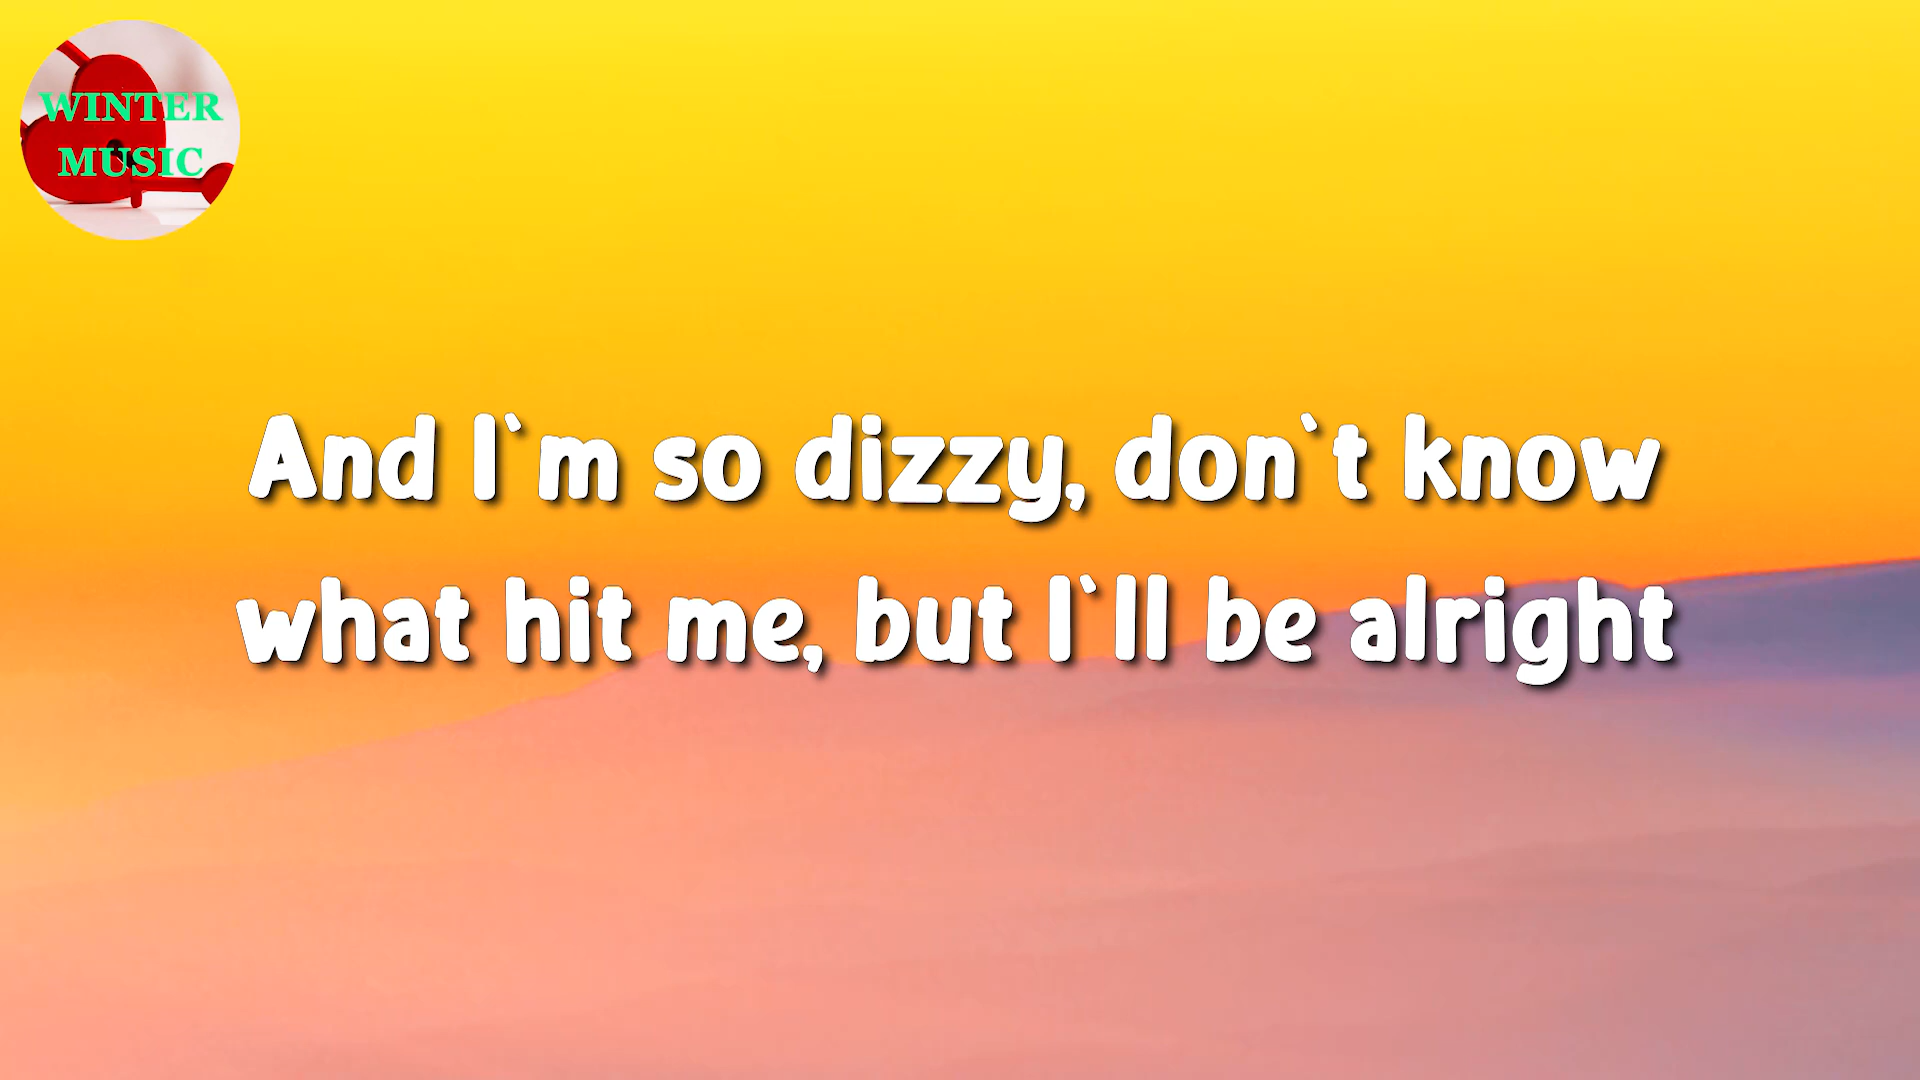 WINTER
MUSIC
And I`m so dizzy, don`t know
what hit me, but I`ll be alright